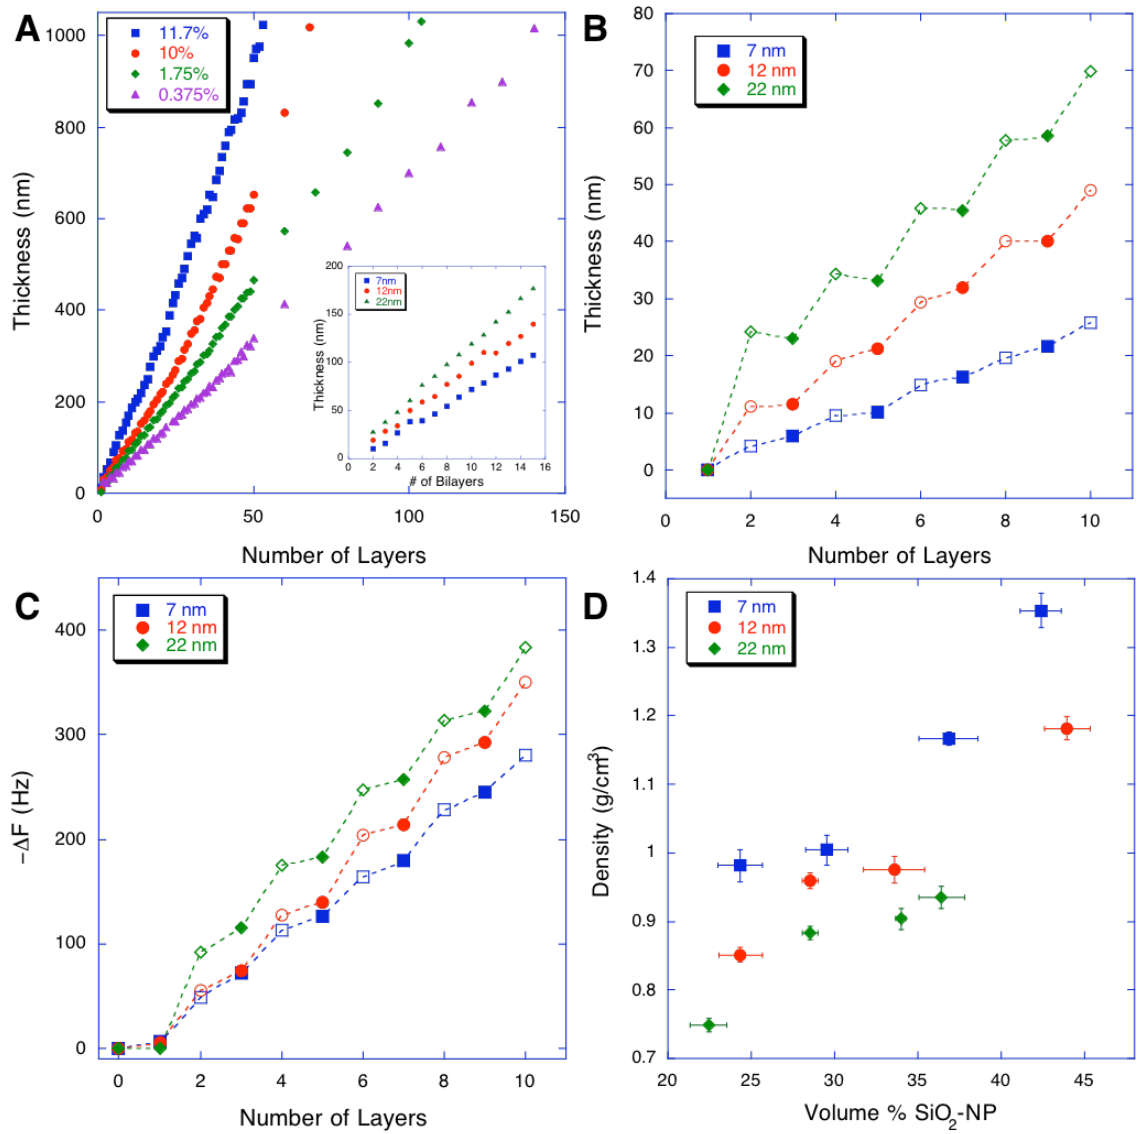 A
11.7%
10%
1.75%
0.375%
Thickness (nm)
1000
800
600
400
200
0
0
50
100
150
Number of Layers
7nm
12nm
22nm
Thickness (nm)
200
150
100
50
0
0
2
4
6
8
10
12
14
16
# of Bilayers
B
7 nm
12 nm
22 nm
Thickness (nm)
80
70
60
50
40
30
20
10
0
0
2
4
6
8
10
Number of Layers
C
7 nm
12 nm
22 nm
−ΔF (Hz)
400
300
200
100
0
0
2
4
6
8
10
Number of Layers
D
7 nm
12 nm
22 nm
Density (g/cm³)
1.4
1.3
1.2
1.1
1
0.9
0.8
0.7
20
25
30
35
40
45
Volume % SiO₂-NP